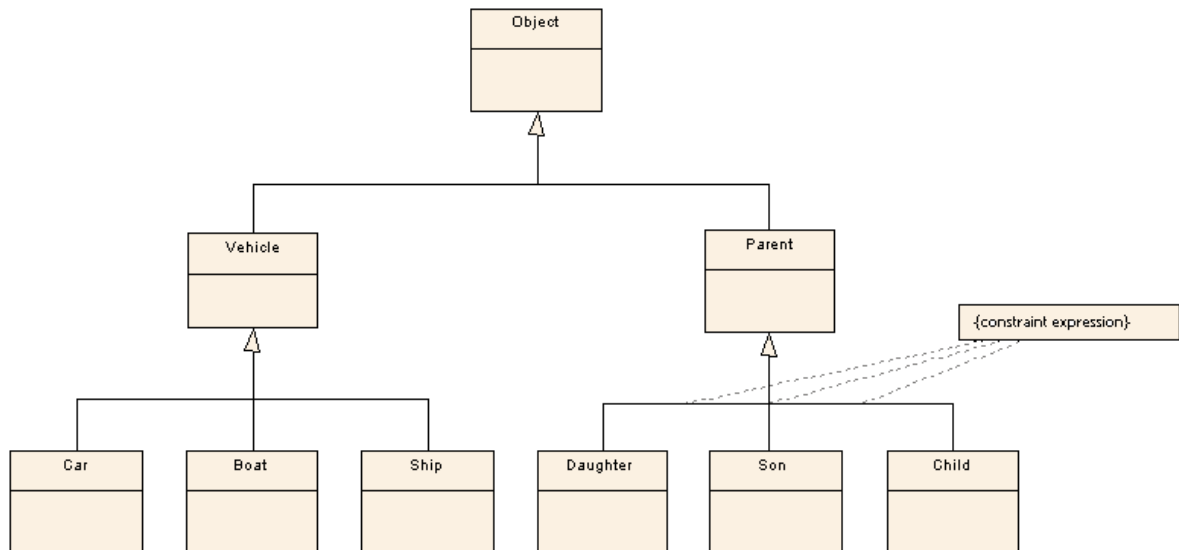 Object
Vehicle
Parent
{constraint expression}
Car
Boat
Ship
Daughter
Son
Child